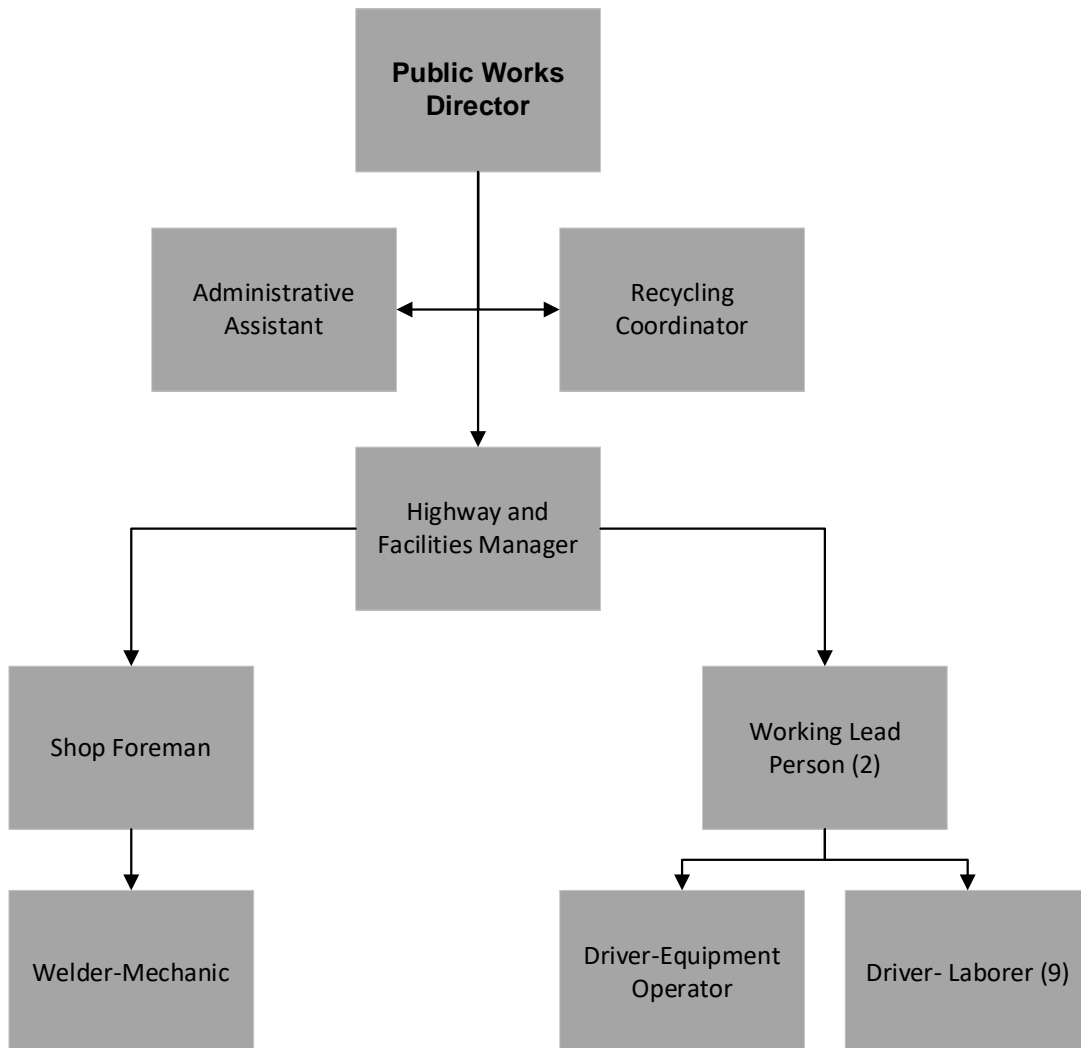 Public Works
Director
Administrative
Assistant
Recycling
Coordinator
Highway and
Facilities Manager
Shop Foreman
Working Lead
Person (2)
Welder-Mechanic
Driver-Equipment
Operator
Driver- Laborer (9)